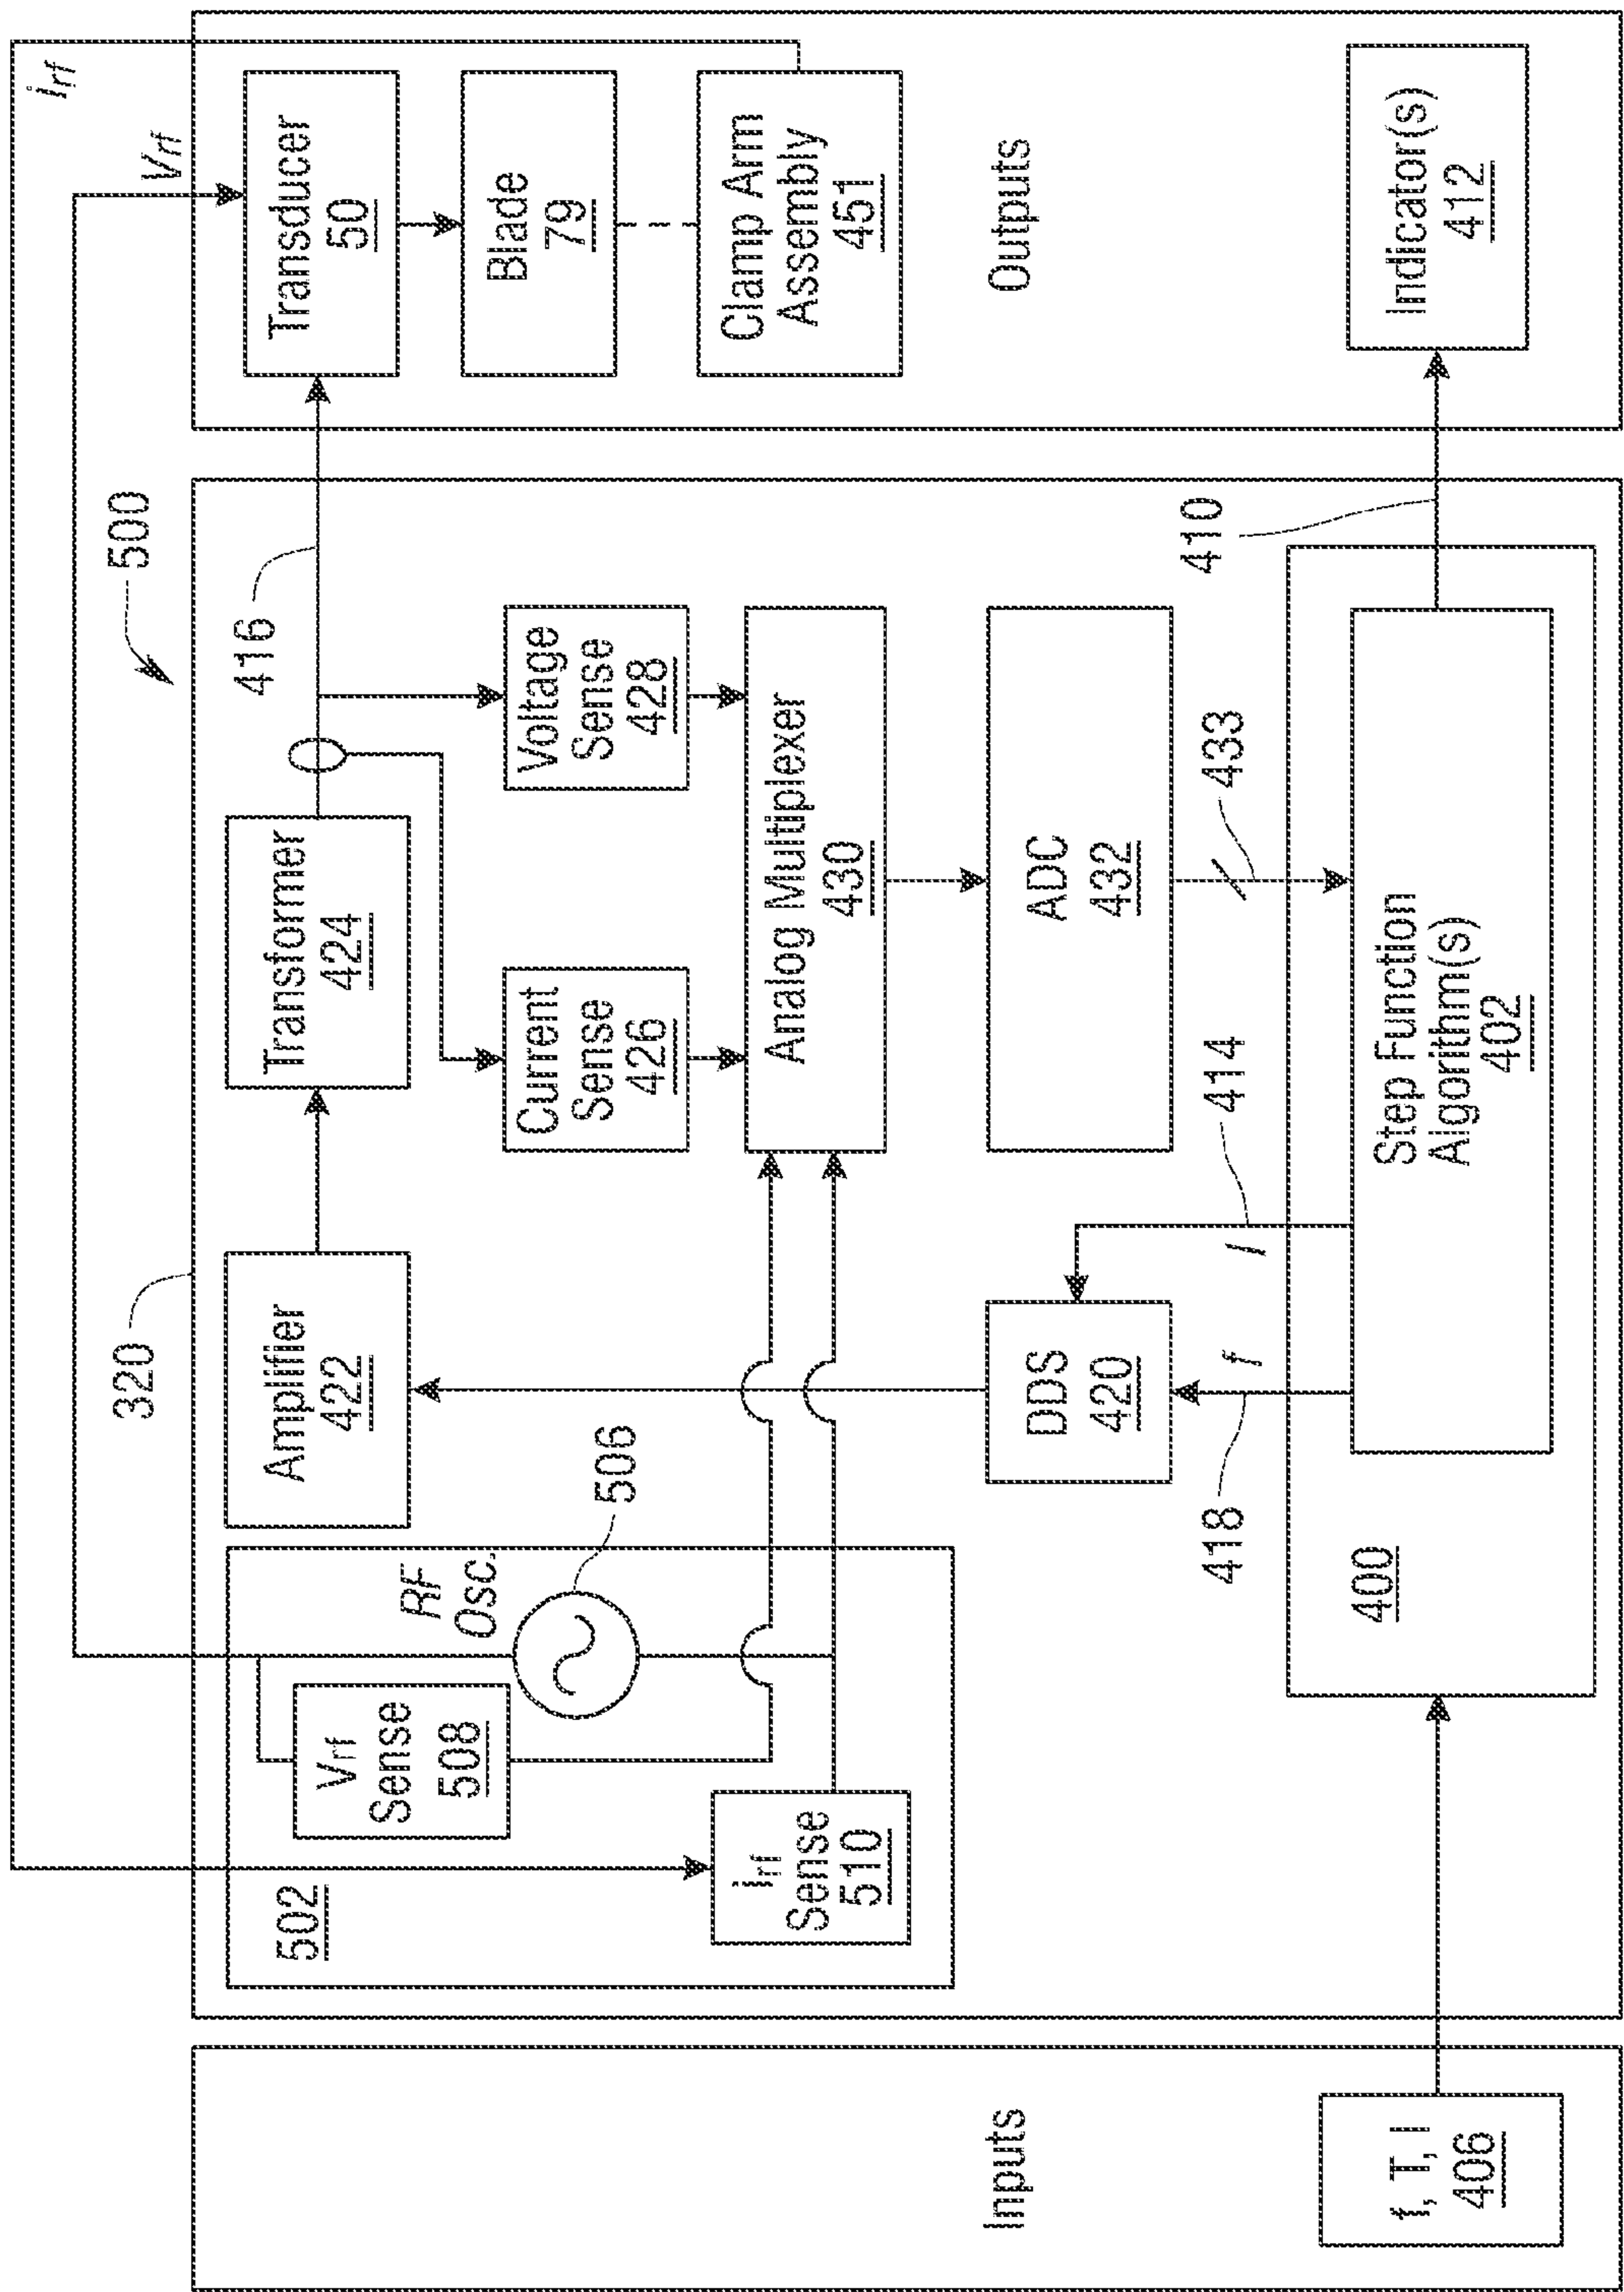 500
320
Inputs
f, T, I
406
502
Vrf
Sense
508
irf
Sense
510
RF
Osc.
506
Amplifier
422
Transformer
424
416
Current
Sense
426
Voltage
Sense
428
Analog Multiplexer
430
ADC
432
433
DDS
420
418
f
414
I
400
Step Function
Algorithm(s)
402
410
irf
Vrf
Transducer
50
Blade
79
Clamp Arm
Assembly
451
Outputs
Indicator(s)
412